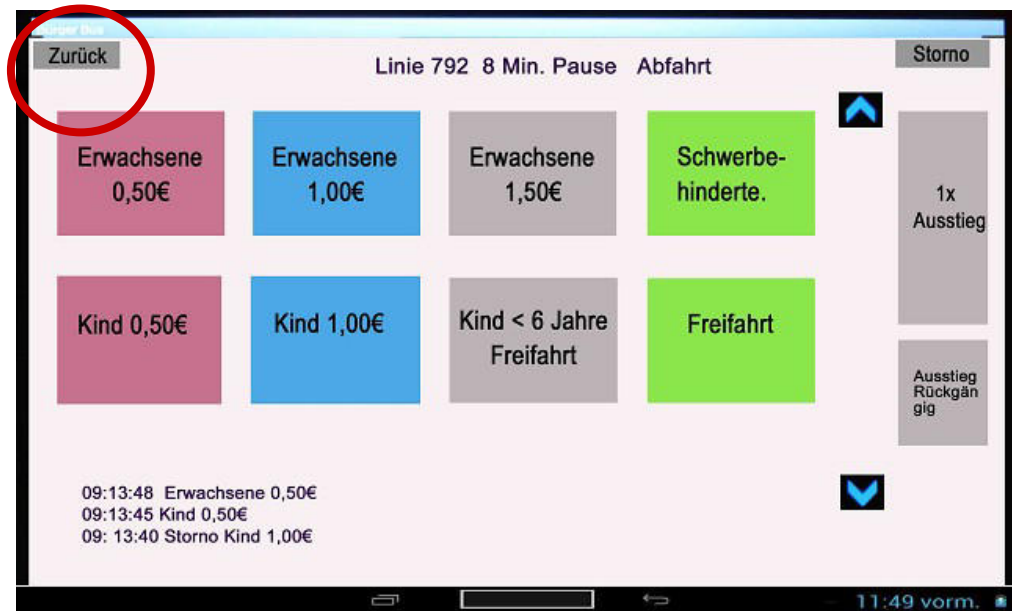 Bürger Bus
Zurück
Linie 792 8 Min. Pause Abfahrt
Storno
Erwachsene
0,50€
Erwachsene
1,00€
Erwachsene
1,50€
Schwerbe-
hinderte.
1x
Ausstieg
Kind 0,50€
Kind 1,00€
Kind < 6 Jahre
Freifahrt
Freifahrt
Ausstieg
Rückgän
gig
09:13:48 Erwachsene 0,50€
09:13:45 Kind 0,50€
09: 13:40 Storno Kind 1,00€
11:49 vorm.